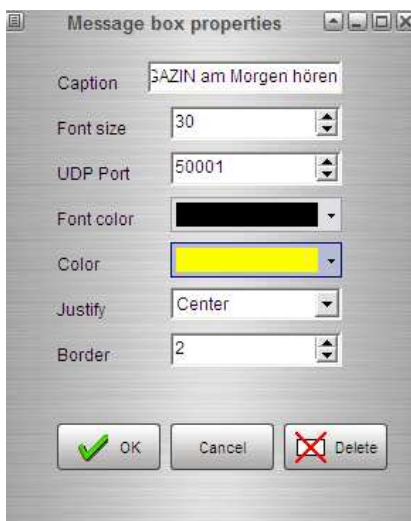 Message box properties
Caption GAZIN am Morgen hören
Font size 30
UDP Port 50001
Font color
Color
Justify Center
Border 2
OK Cancel Delete